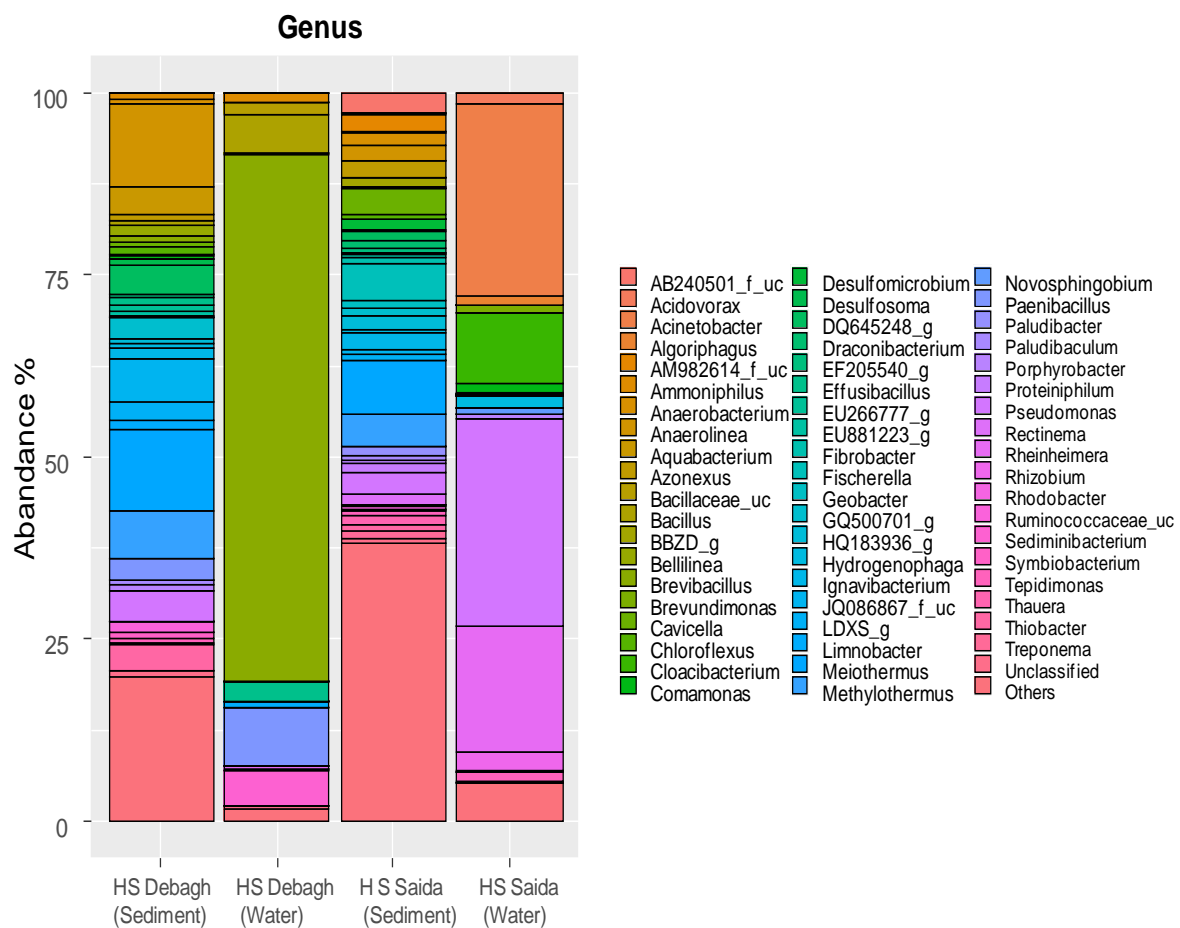 Genus
Abandance %
100
75
50
25
0
HS Debagh
(Sediment)
HS Debagh
(Water)
H S Saida
(Sediment)
HS Saida
(Water)
AB240501_f_uc
Acidovorax
Acinetobacter
Algoriphagus
AM982614_f_uc
Ammoniphilus
Anaerobacterium
Anaerolinea
Aquabacterium
Azonexus
Bacillaceae_uc
Bacillus
BBZD_g
Bellilinea
Brevibacillus
Brevundimonas
Cavicella
Chloroflexus
Cloacibacterium
Comamonas
Desulfomicrobium
Desulfosoma
DQ645248_g
Draconibacterium
EF205540_g
Effusibacillus
EU266777_g
EU881223_g
Fibrobacter
Fischerella
Geobacter
GQ500701_g
HQ183936_g
Hydrogenophaga
Ignavibacterium
JQ086867_f_uc
LDXS_g
Limnobacter
Meiothermus
Methylothermus
Novosphingobium
Paenibacillus
Paludibacter
Paludibaculum
Porphyrobacter
Proteiniphilum
Pseudomonas
Rectinema
Rheinheimera
Rhizobium
Rhodobacter
Ruminococcaceae_uc
Sediminibacterium
Symbiobacterium
Tepidimonas
Thauera
Thiobacter
Treponema
Unclassified
Others